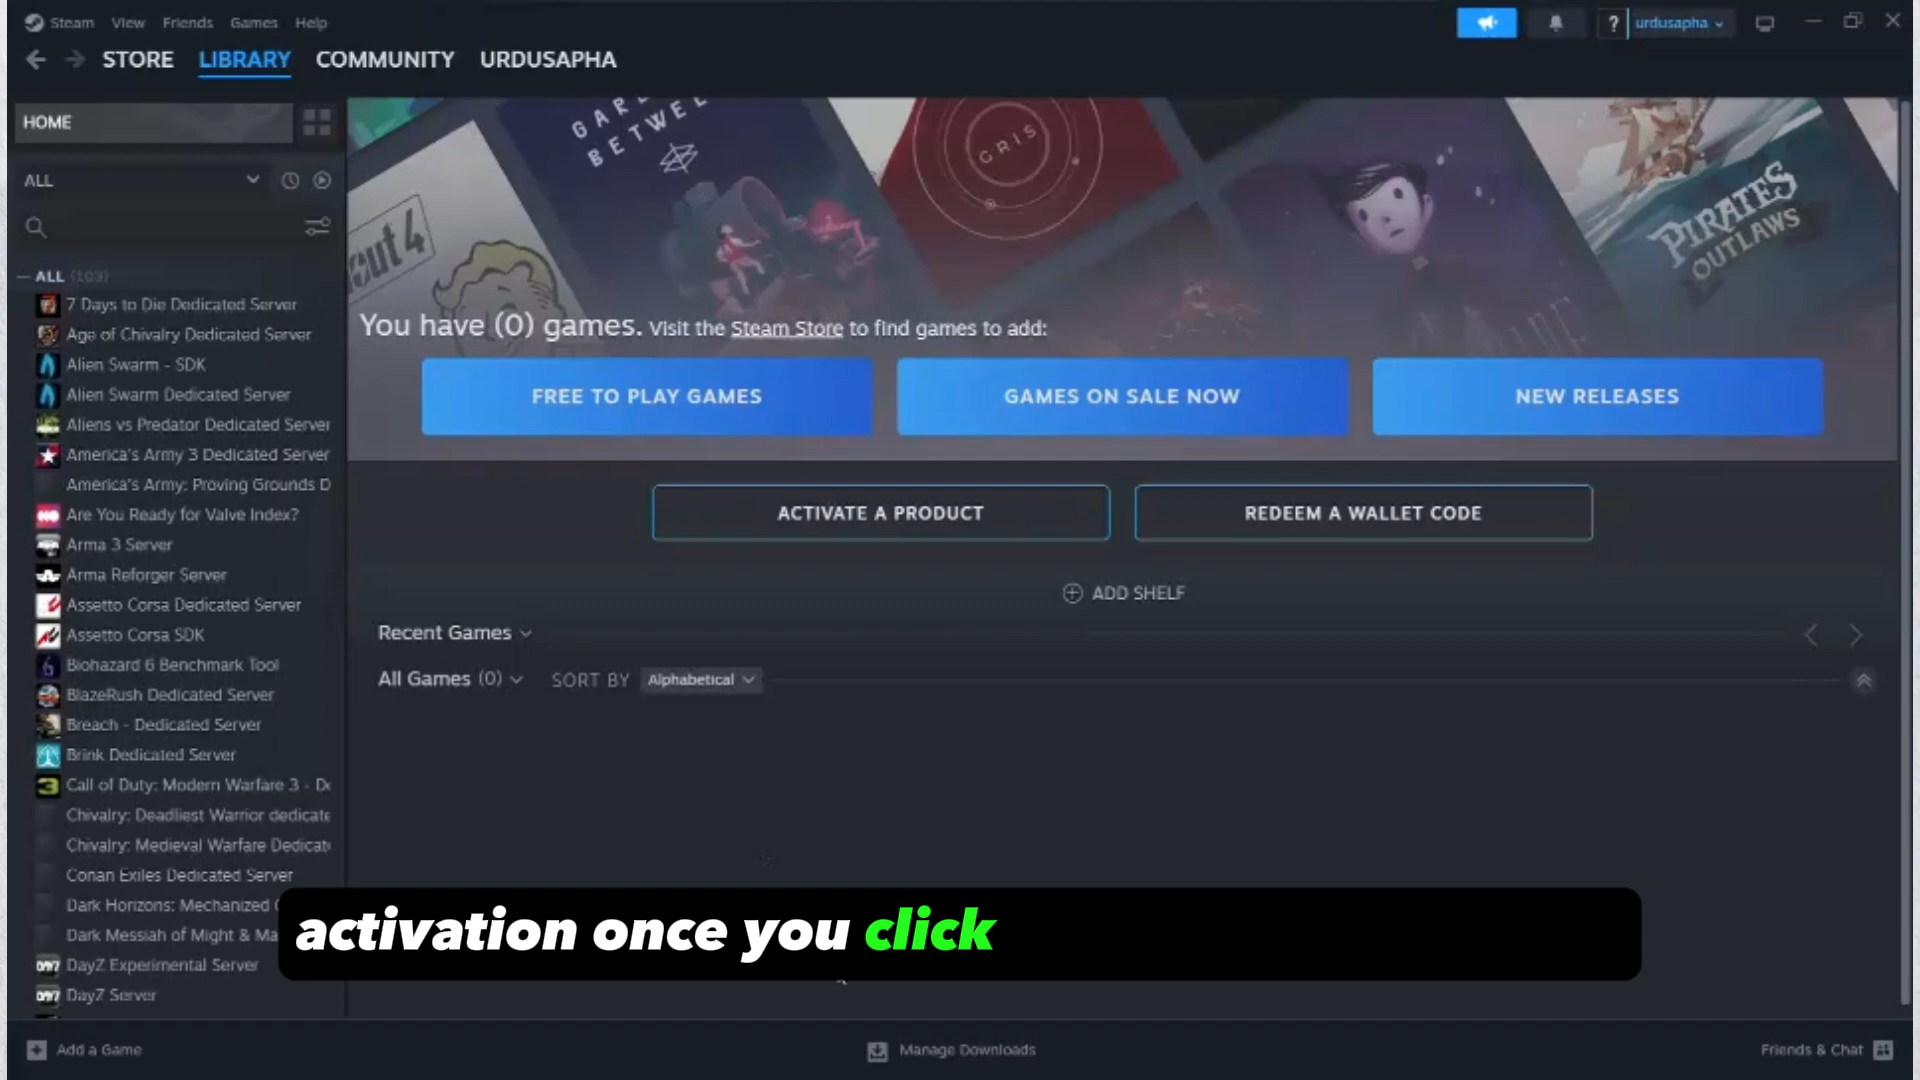 Steam View Friends Games Help
? urdusapha
STORE LIBRARY COMMUNITY URDUSAPHA
HOME
ALL
ALL (103)
7 Days to Die Dedicated Server
Age of Chivalry Dedicated Server
Alien Swarm - SDK
Alien Swarm Dedicated Server
Aliens vs Predator Dedicated Server
America's Army 3 Dedicated Server
America's Army: Proving Grounds D
Are You Ready for Valve Index?
Arma 3 Server
Arma Reforger Server
Assetto Corsa Dedicated Server
Assetto Corsa SDK
Biohazard 6 Benchmark Tool
BlazeRush Dedicated Server
Breach - Dedicated Server
Brink Dedicated Server
Call of Duty: Modern Warfare 3 - De
Chivalry: Deadliest Warrior dedicate
Chivalry: Medieval Warfare Dedicat
Conan Exiles Dedicated Server
Dark Horizons: Mechanized
Dark Messiah of Might & Ma
DayZ Experimental Server
DayZ Server
out 4
GAR
BETWE
GRIS
PIRATES
OUTLAWS
You have (0) games. Visit the Steam Store to find games to add:
FREE TO PLAY GAMES
GAMES ON SALE NOW
NEW RELEASES
ACTIVATE A PRODUCT
REDEEM A WALLET CODE
ADD SHELF
Recent Games
All Games (0) SORT BY Alphabetical
activation once you click
Add a Game
Manage Downloads
Friends & Chat